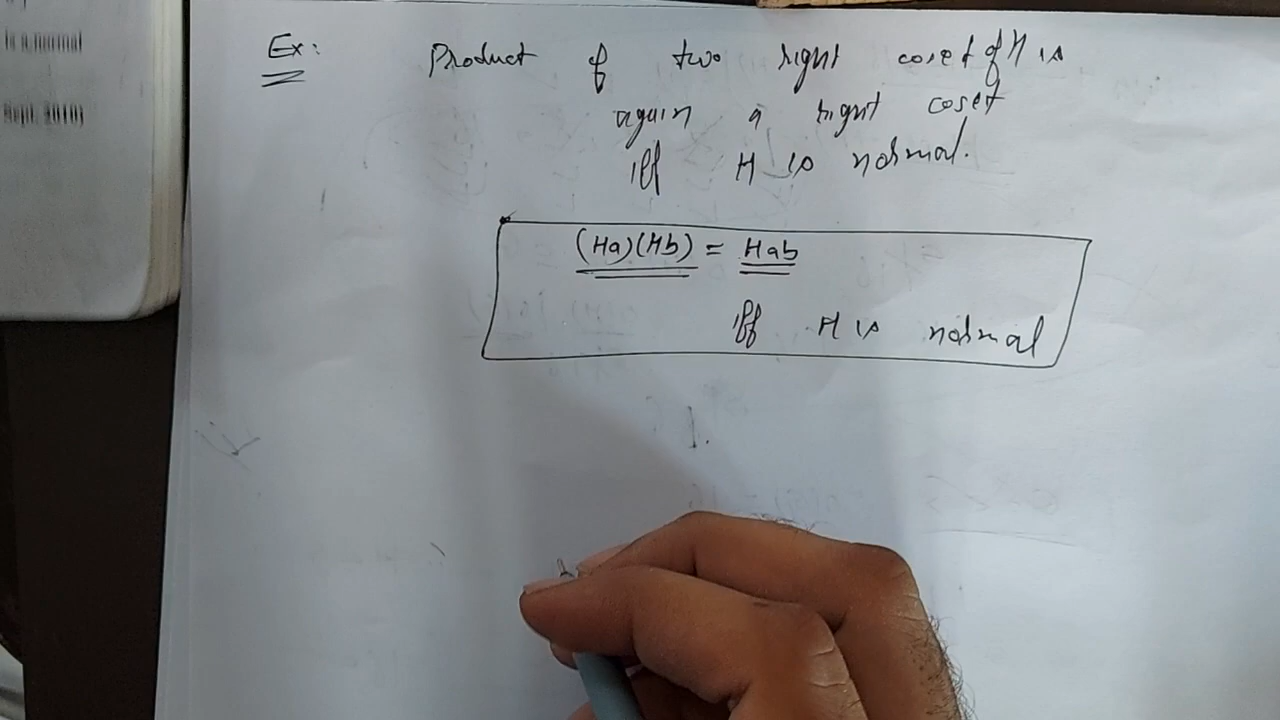 Ex: Product of two right coset of H is
again a right coset
iff H is normal.
(Ha)(Hb) = Hab
iff H is normal